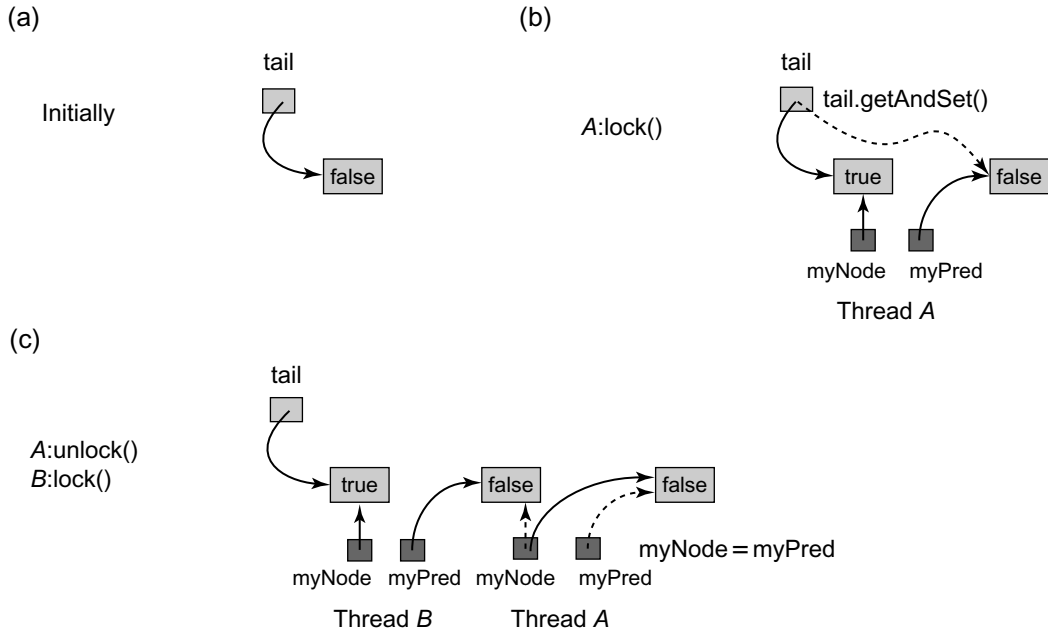 (a)
tail
Initially
false
(b)
tail
tail.getAndSet()
A:lock()
true
false
myNode
myPred
Thread A
(c)
tail
A:unlock()
B:lock()
true
false
false
myNode = myPred
myNode
myPred
myNode
myPred
Thread B
Thread A